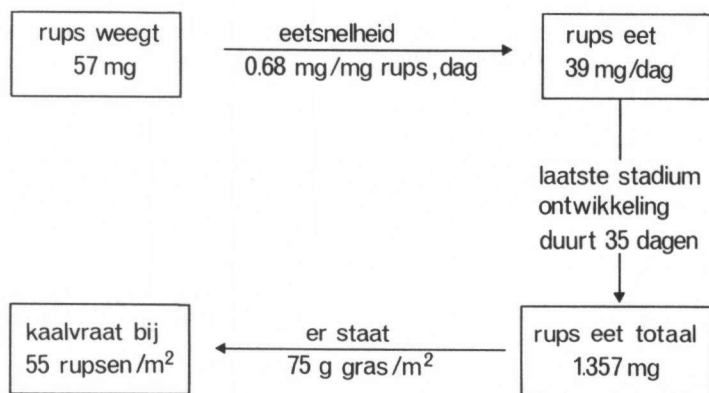 rups weegt
57 mg
eetsnelheid
0.68 mg/mg rups, dag
rups eet
39 mg/dag
laatste stadium
ontwikkeling
duurt 35 dagen
rups eet totaal
1.357 mg
er staat
75 g gras/m²
kaalvraat bij
55 rupsen/m²